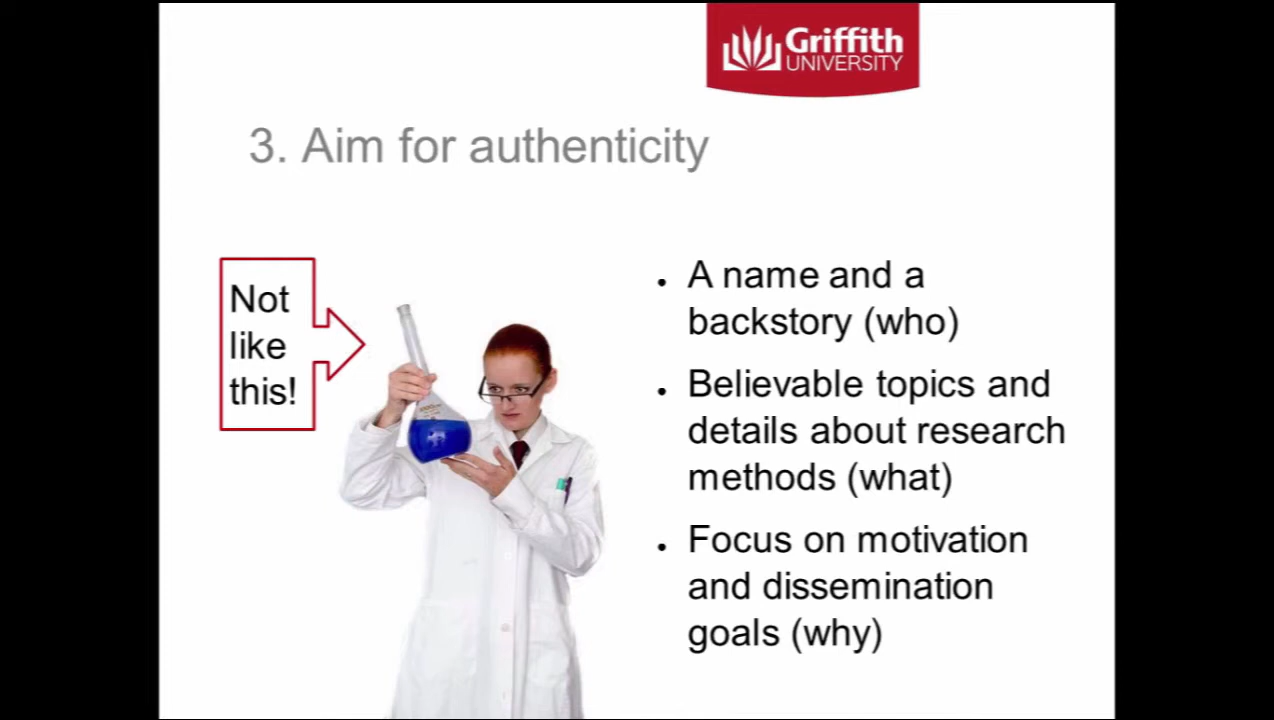 Griffith
UNIVERSITY
3. Aim for authenticity
Not
like
this!
• A name and a
backstory (who)
• Believable topics and
details about research
methods (what)
• Focus on motivation
and dissemination
goals (why)